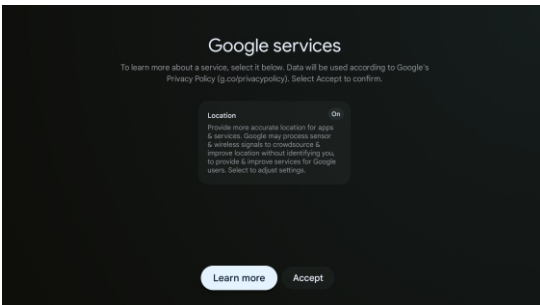 Google services
To learn more about a service, select it below. Data will be used according to Google's
Privacy Policy (g.co/privacypolicy). Select Accept to confirm.
Location On
Provide more accurate location for apps
& services. Google may process sensor
& wireless signals to crowdsource &
improve location without identifying you,
to provide & improve services for Google
users. Select to adjust settings.
Learn more Accept